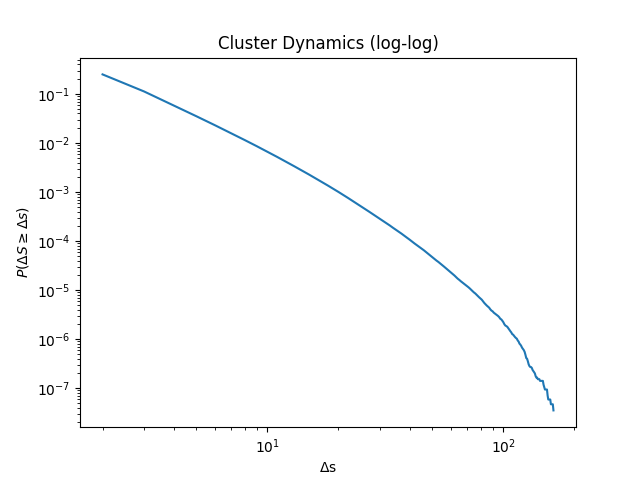 Cluster Dynamics (log-log)
P(ΔS ≥ Δs)
10⁻¹
10⁻²
10⁻³
10⁻⁴
10⁻⁵
10⁻⁶
10⁻⁷
10¹ 10²
Δs